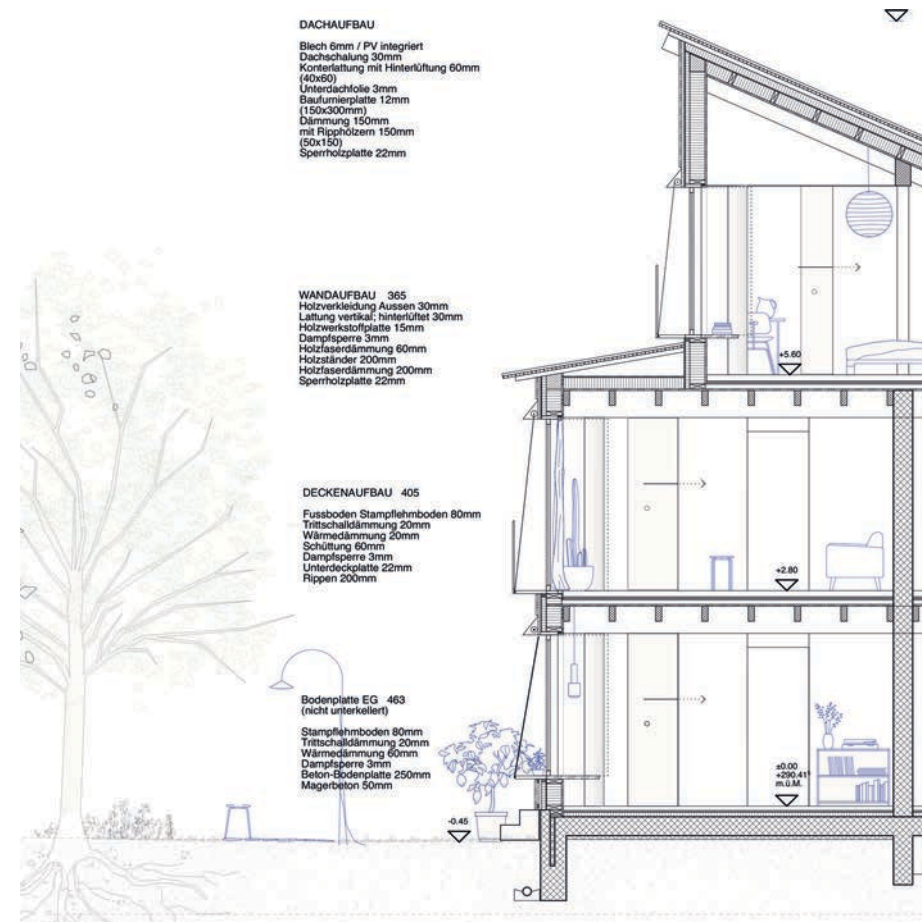 DACHAUFBAU
Blech 6mm / PV integriert
Dachschalung 30mm
Konterlattung mit Hinterlüftung 60mm
(40x60)
Unterdachfolie 3mm
Baufurnierplatte 12mm
(150x300mm)
Dämmung 150mm
mit Ripphölzern 150mm
(50x150)
Sperrholzplatte 22mm
WANDAUFBAU 365
Holzverkleidung Aussen 30mm
Lattung vertikal; hinterlüftet 30mm
Holzwerkstoffplatte 15mm
Dampfsperre 3mm
Holzfaserdämmung 60mm
Holzständer 200mm
Holzfaserdämmung 200mm
Sperrholzplatte 22mm
+5.60
DECKENAUFBAU 405
Fussboden Stampflehmboden 80mm
Trittschalldämmung 20mm
Wärmedämmung 20mm
Schüttung 60mm
Dampfsperre 3mm
Unterdeckplatte 22mm
Rippen 200mm
+2.80
Bodenplatte EG 463
(nicht unterkellert)
Stampflehmboden 80mm
Trittschalldämmung 20mm
Wärmedämmung 60mm
Dampfsperre 3mm
Beton-Bodenplatte 250mm
Magerbeton 50mm
±0.00
+290.41
m.ü.M.
-0.45